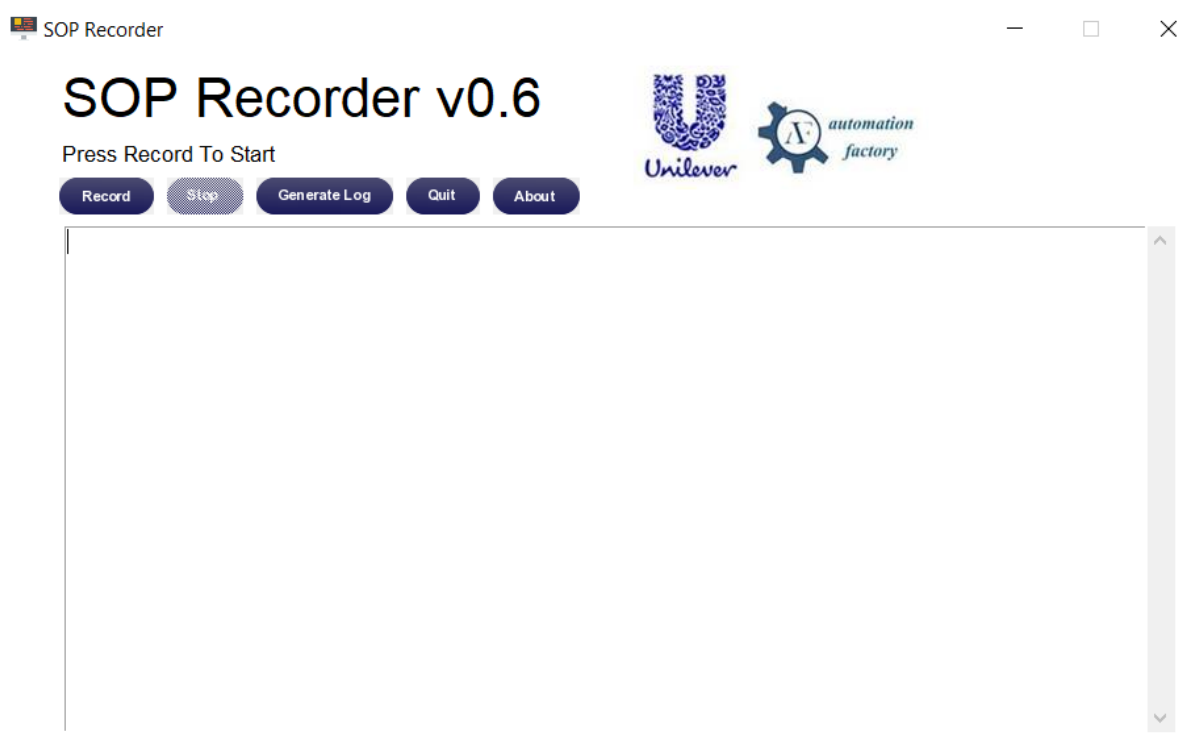 SOP Recorder
SOP Recorder v0.6
Unilever
AF automation
factory
Press Record To Start
Record Stop Generate Log Quit About